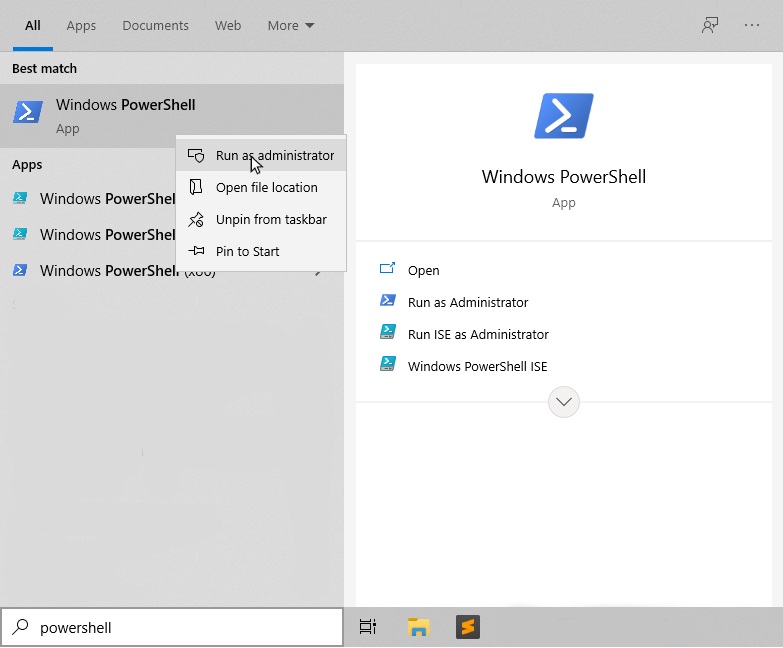 All
Apps
Documents
Web
More
Best match
Windows PowerShell
App
Apps
Windows PowerShel
Windows PowerShel
Windows PowerShell (x86)
Run as administrator
Open file location
Unpin from taskbar
Pin to Start
Windows PowerShell
App
Open
Run as Administrator
Run ISE as Administrator
Windows PowerShell ISE
powershell